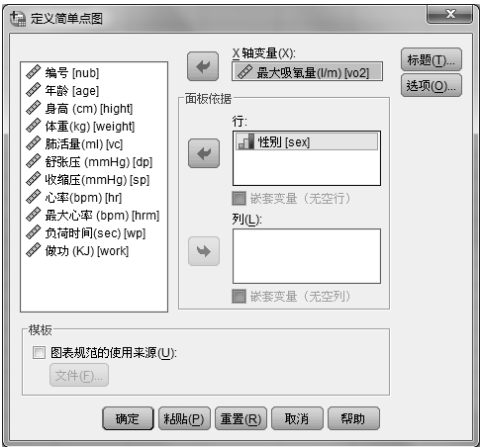 定义简单点图
X轴变量(X):
最大吸氧量(l/m) [vo2]
标题(T)...
选项(O)...
编号 [nub]
年龄 [age]
身高 (cm) [hight]
体重(kg) [weight]
肺活量(ml) [vc]
舒张压 (mmHg) [dp]
收缩压(mmHg) [sp]
心率(bpm) [hr]
最大心率 (bpm) [hrm]
负荷时间(sec) [wp]
做功 (KJ) [work]
面板依据
行:
性别 [sex]
嵌套变量（无空行）
列(L):
嵌套变量（无空列）
模板
图表规范的使用来源(U):
文件(F)...
确定
粘贴(P)
重置(R)
取消
帮助